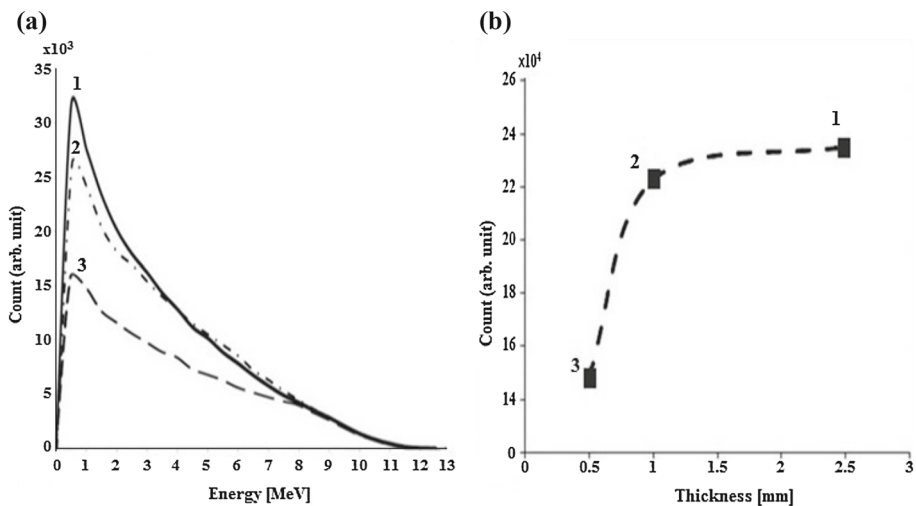 (a)
x10³
35
30
25
20
15
10
5
0
Count (arb. unit)
1
2
3
0 1 2 3 4 5 6 7 8 9 10 11 12 13
Energy [MeV]
(b)
x10⁴
26
24
22
20
18
16
14
0
Count (arb. unit)
1
2
3
0 0.5 1 1.5 2 2.5 3
Thickness [mm]